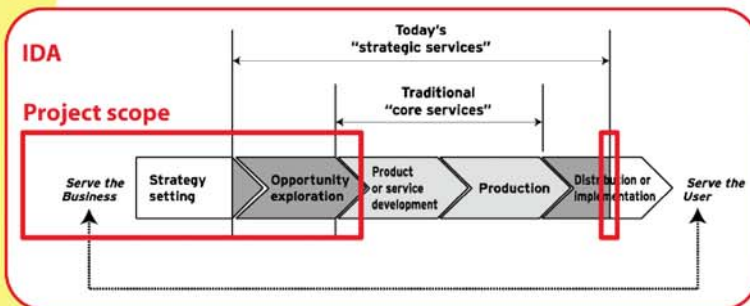 IDA
Today's
"strategic services"
Project scope
Traditional
"core services"
Serve the
Business
Strategy
setting
Opportunity
exploration
Product
or service
development
Production
Distribution or
implementation
Serve the
User